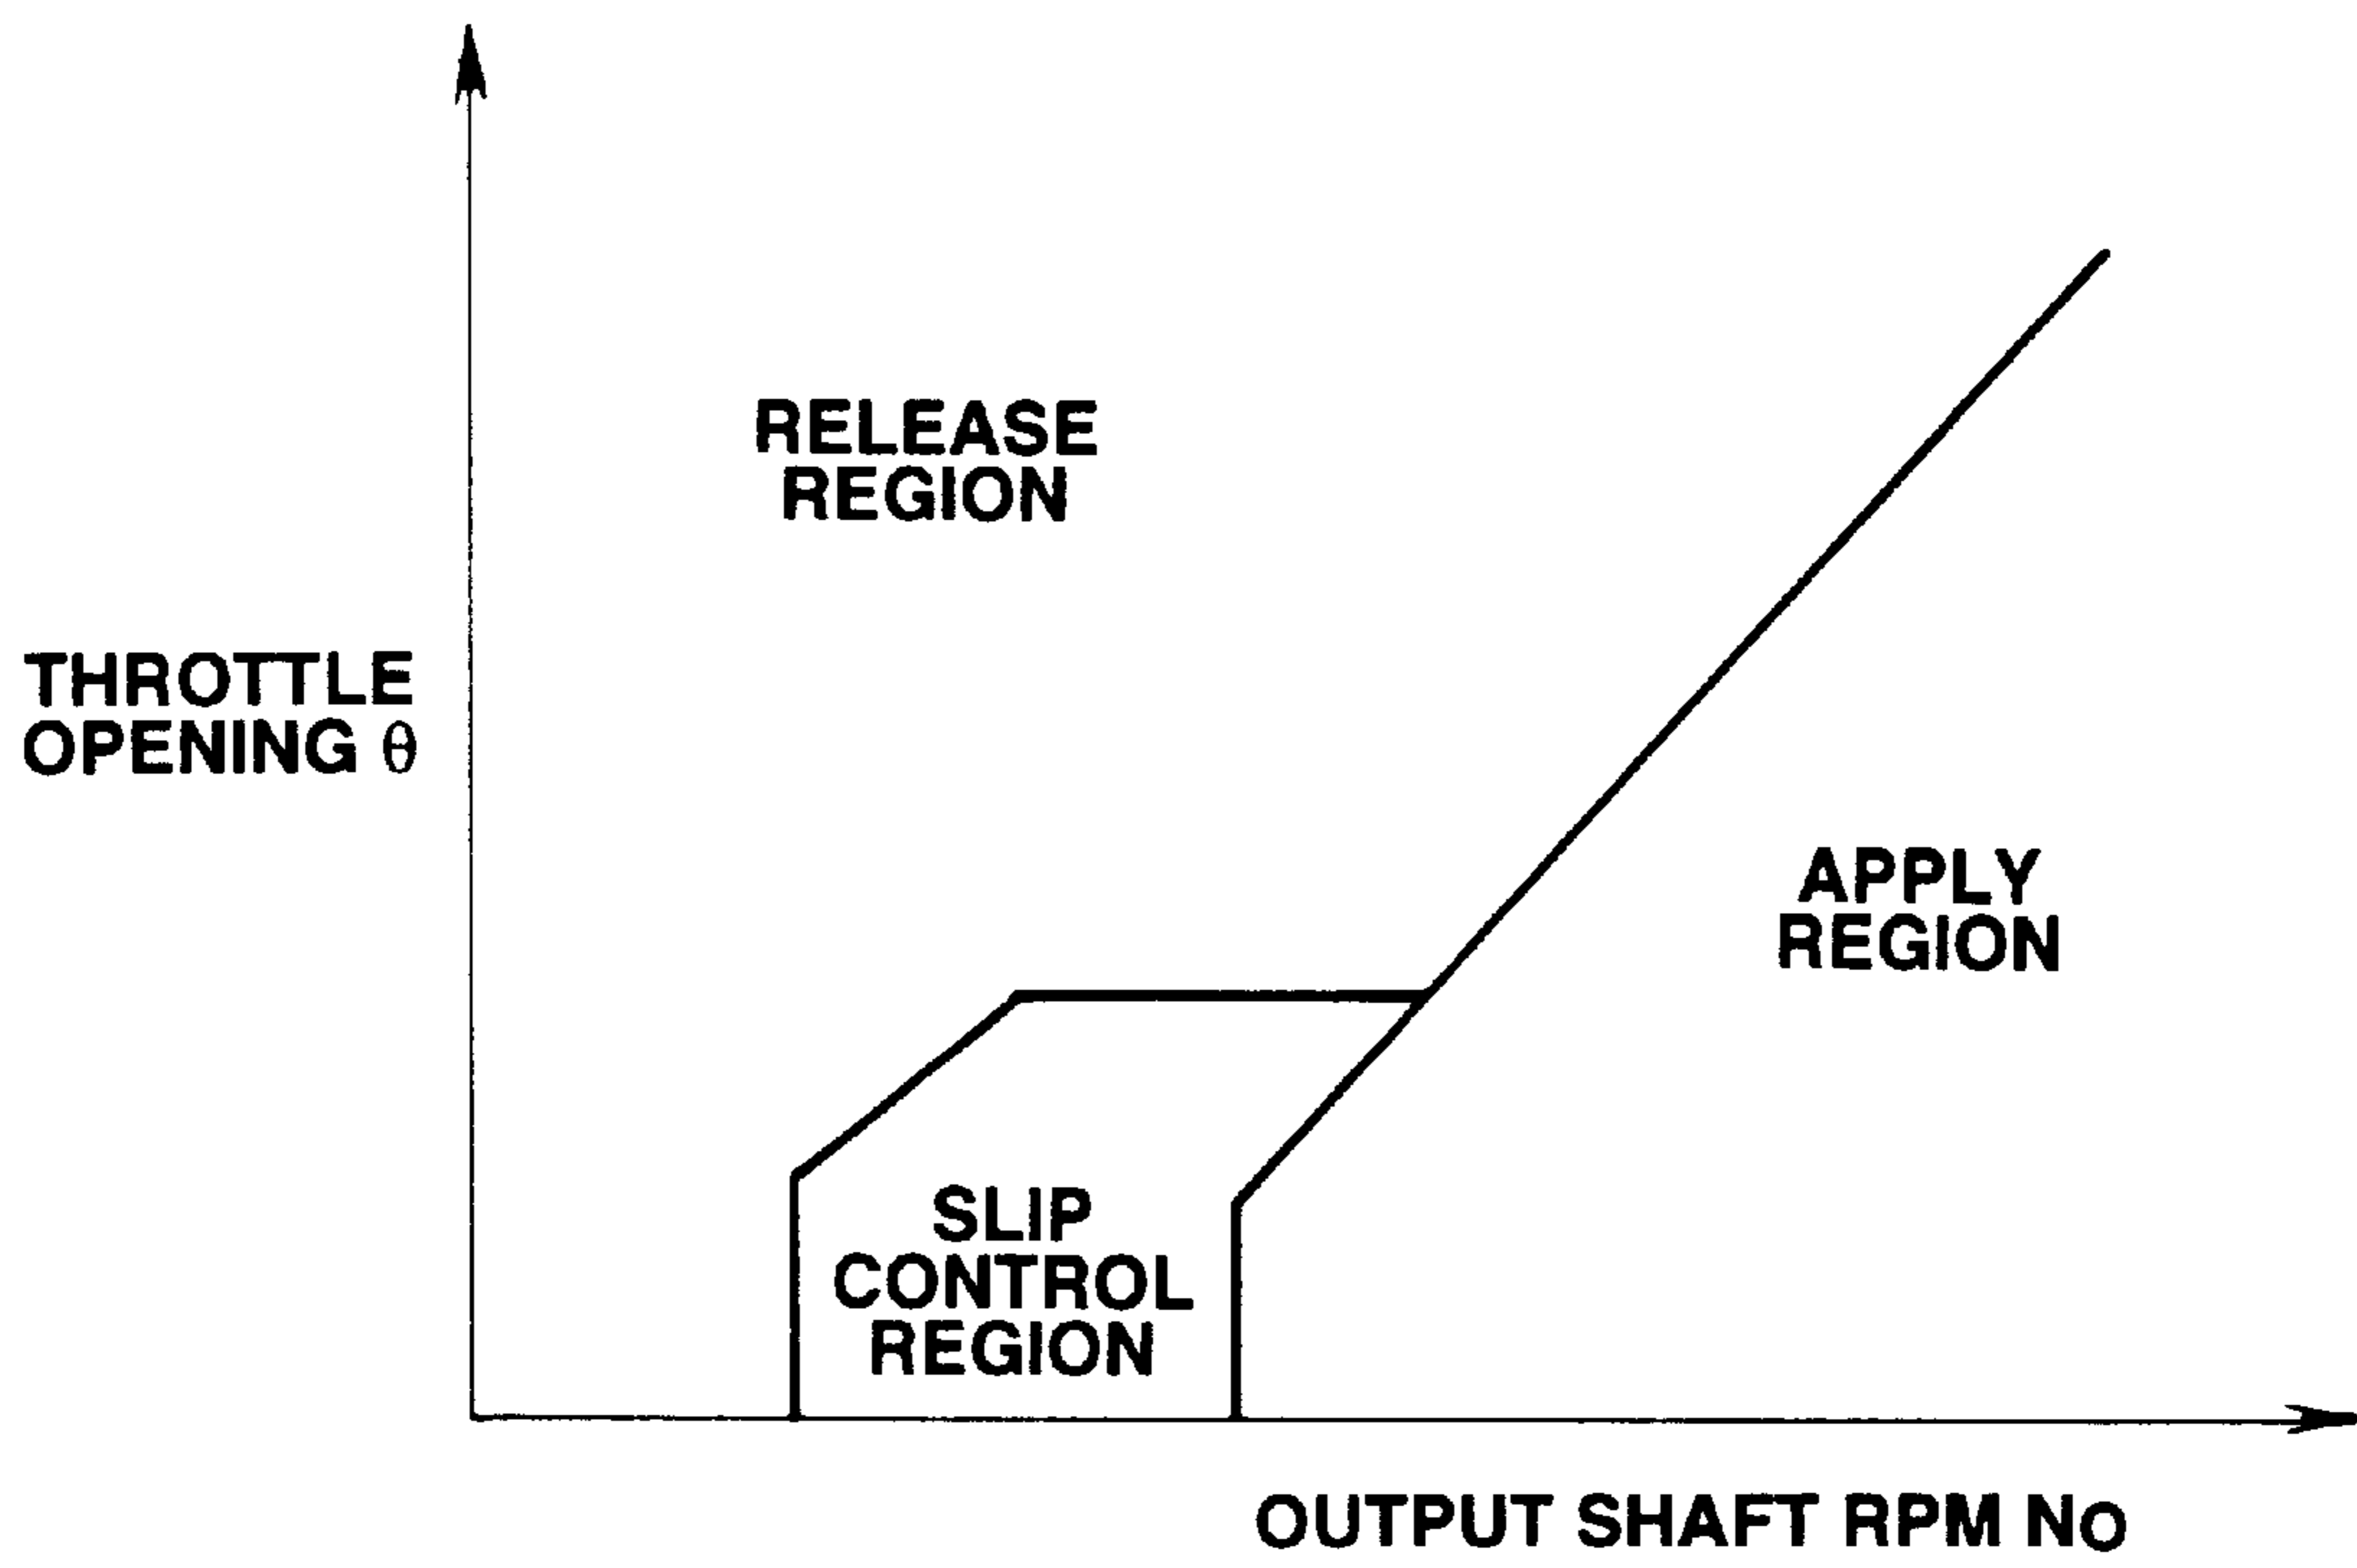 RELEASE
REGION
THROTTLE
OPENING θ
APPLY
REGION
SLIP
CONTROL
REGION
OUTPUT SHAFT RPM NO